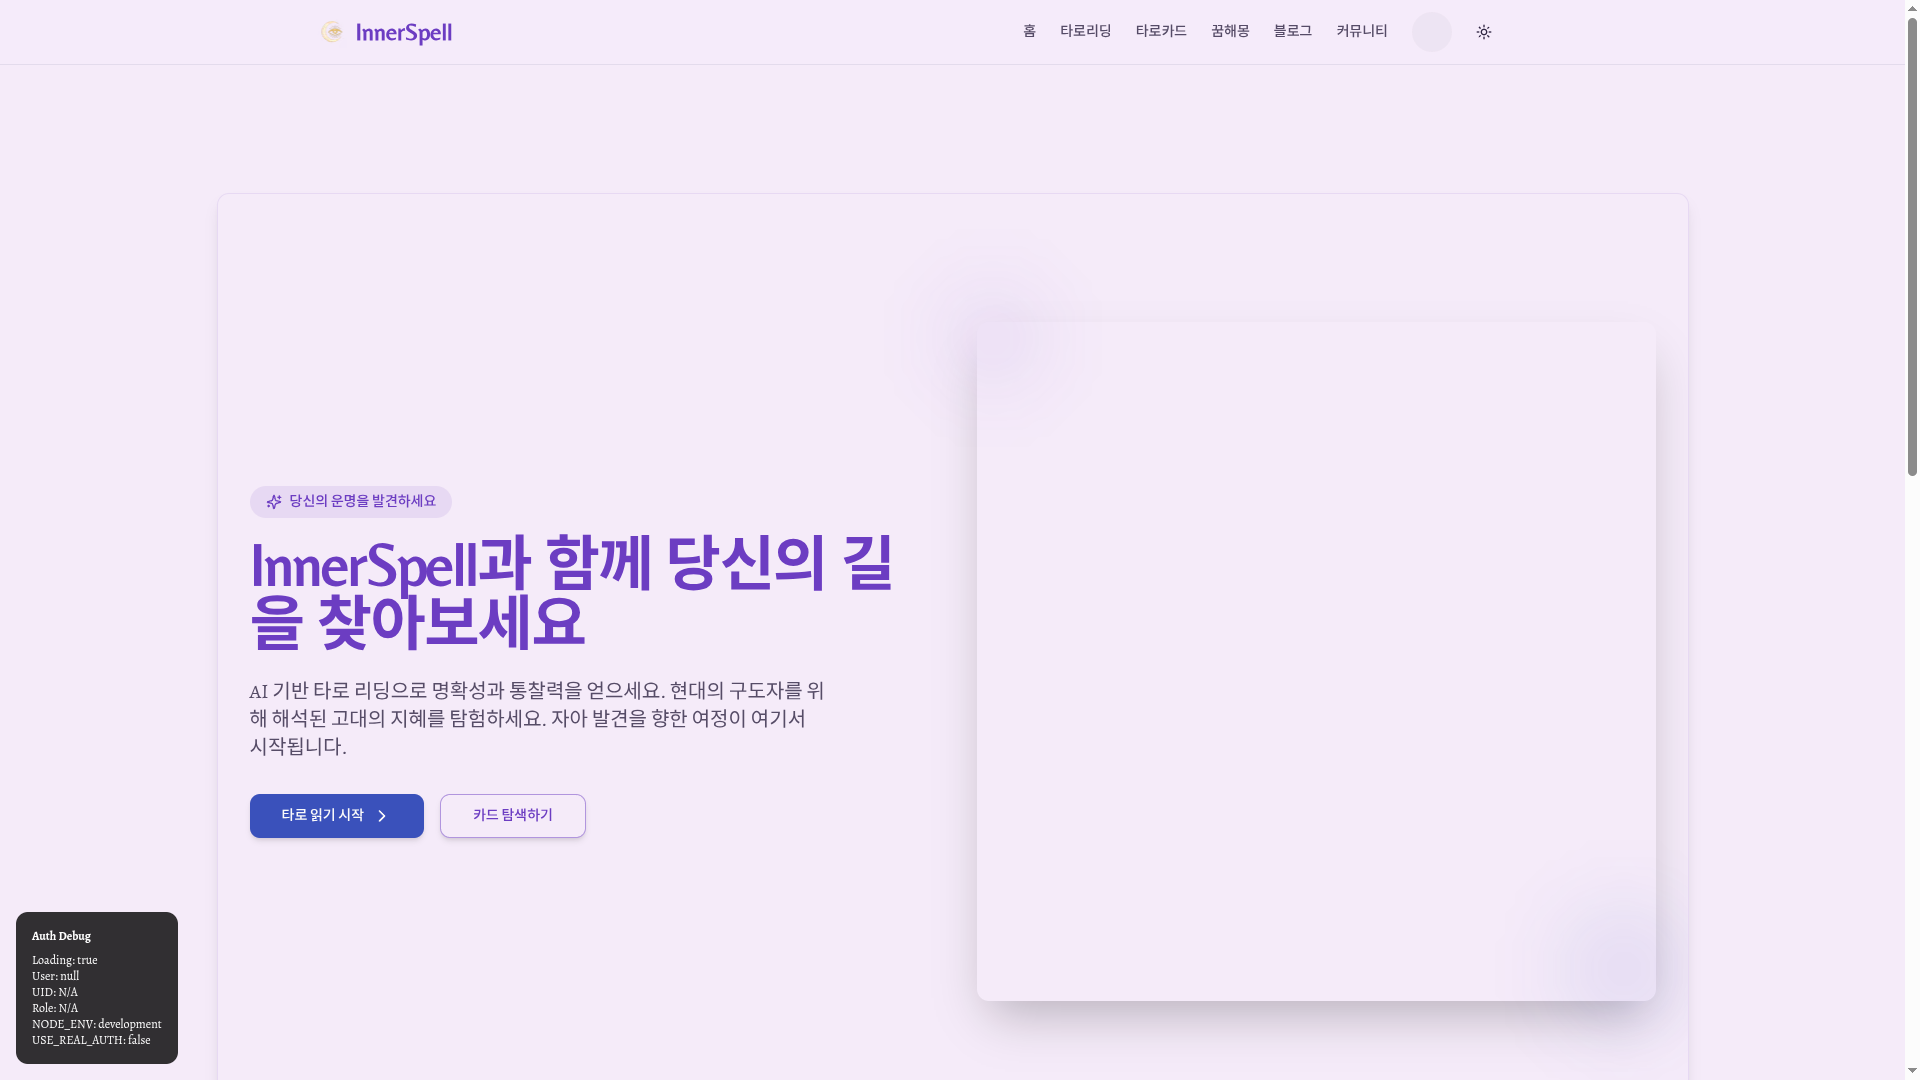 InnerSpell
홈
타로리딩
타로카드
꿈해몽
블로그
커뮤니티
당신의 운명을 발견하세요
InnerSpell과 함께 당신의 길
을 찾아보세요
AI 기반 타로 리딩으로 명확성과 통찰력을 얻으세요. 현대의 구도자를 위
해 해석된 고대의 지혜를 탐험하세요. 자아 발견을 향한 여정이 여기서
시작됩니다.
타로 읽기 시작
카드 탐색하기
Auth Debug
Loading: true
User: null
UID: N/A
Role: N/A
NODE_ENV: development
USE_REAL_AUTH: false